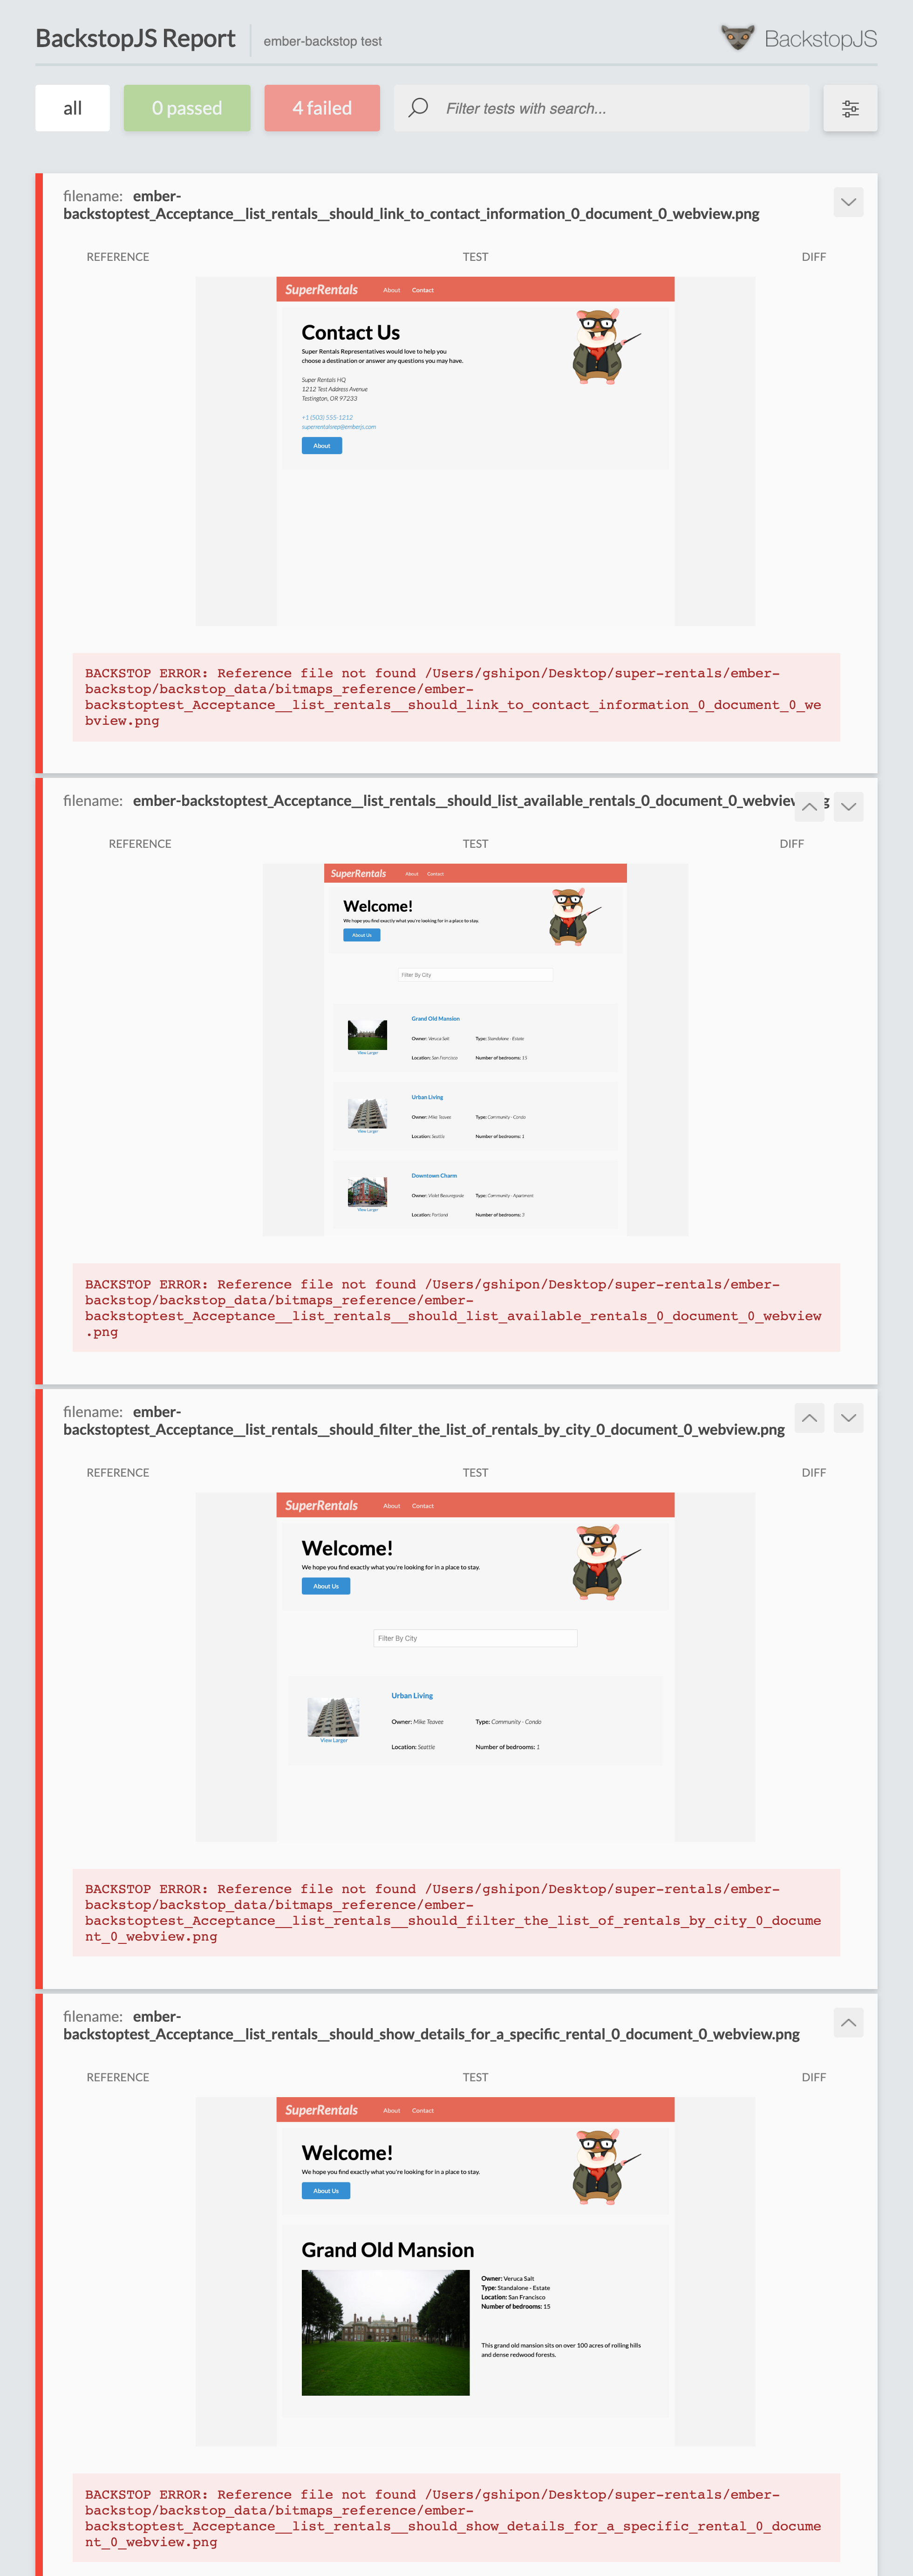 BackstopJS Report
ember-backstop test
BackstopJS
all
0 passed
4 failed
Filter tests with search...
filename: ember-
backstoptest_Acceptance__list_rentals__should_link_to_contact_information_0_document_0_webview.png
REFERENCE
TEST
DIFF
SuperRentals
About
Contact
Contact Us
Super Rentals Representatives would love to help you
choose a destination or answer any questions you may have.
Super Rentals HQ
1212 Test Address Avenue
Testington, OR 97233
+1 (503) 555-1212
superrentalsrep@emberjs.com
About
BACKSTOP ERROR: Reference file not found /Users/gshipon/Desktop/super-rentals/ember-
backstop/backstop_data/bitmaps_reference/ember-
backstoptest_Acceptance__list_rentals__should_link_to_contact_information_0_document_0_we
bview.png
filename: ember-backstoptest_Acceptance__list_rentals__should_list_available_rentals_0_document_0_webview
REFERENCE
TEST
DIFF
SuperRentals
About
Contact
Welcome!
We hope you find exactly what you're looking for in a place to stay.
About Us
Filter By City
Grand Old Mansion
Owner: Veruca Salt
Type: Standalone - Estate
View Larger
Location: San Francisco
Number of bedrooms: 15
Urban Living
Owner: Mike Teavee
Type: Community - Condo
View Larger
Location: Seattle
Number of bedrooms: 1
Downtown Charm
Owner: Violet Beauregarde
Type: Community - Apartment
View Larger
Location: Portland
Number of bedrooms: 3
BACKSTOP ERROR: Reference file not found /Users/gshipon/Desktop/super-rentals/ember-
backstop/backstop_data/bitmaps_reference/ember-
backstoptest_Acceptance__list_rentals__should_list_available_rentals_0_document_0_webview
.png
filename: ember-
backstoptest_Acceptance__list_rentals__should_filter_the_list_of_rentals_by_city_0_document_0_webview.png
REFERENCE
TEST
DIFF
SuperRentals
About
Contact
Welcome!
We hope you find exactly what you're looking for in a place to stay.
About Us
Filter By City
Urban Living
Owner: Mike Teavee
Type: Community - Condo
View Larger
Location: Seattle
Number of bedrooms: 1
BACKSTOP ERROR: Reference file not found /Users/gshipon/Desktop/super-rentals/ember-
backstop/backstop_data/bitmaps_reference/ember-
backstoptest_Acceptance__list_rentals__should_filter_the_list_of_rentals_by_city_0_docume
nt_0_webview.png
filename: ember-
backstoptest_Acceptance__list_rentals__should_show_details_for_a_specific_rental_0_document_0_webview.png
REFERENCE
TEST
DIFF
SuperRentals
About
Contact
Welcome!
We hope you find exactly what you're looking for in a place to stay.
About Us
Grand Old Mansion
Owner: Veruca Salt
Type: Standalone - Estate
Location: San Francisco
Number of bedrooms: 15
This grand old mansion sits on over 100 acres of rolling hills
and dense redwood forests.
BACKSTOP ERROR: Reference file not found /Users/gshipon/Desktop/super-rentals/ember-
backstop/backstop_data/bitmaps_reference/ember-
backstoptest_Acceptance__list_rentals__should_show_details_for_a_specific_rental_0_docume
nt_0_webview.png